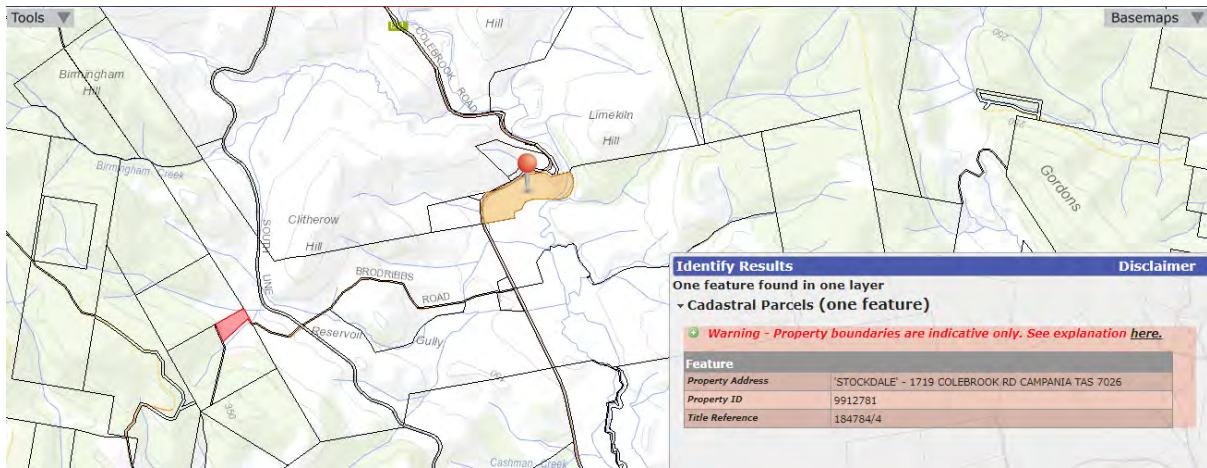 Tools
Basemaps
Hill
COLEBROOK ROAD
250
Birmingham
Hill
Limekiln
Hill
250
Birmingham Creek
Gordons
Clitherow
Hill
SOUTH LINE
BRODRIBBS ROAD
Reservoir Gully
350
Cashman Creek
Identify Results Disclaimer
One feature found in one layer
Cadastral Parcels (one feature)
Warning - Property boundaries are indicative only. See explanation here.
Feature
Property Address 'STOCKDALE' - 1719 COLEBROOK RD CAMPANIA TAS 7026
Property ID 9912781
Title Reference 184784/4